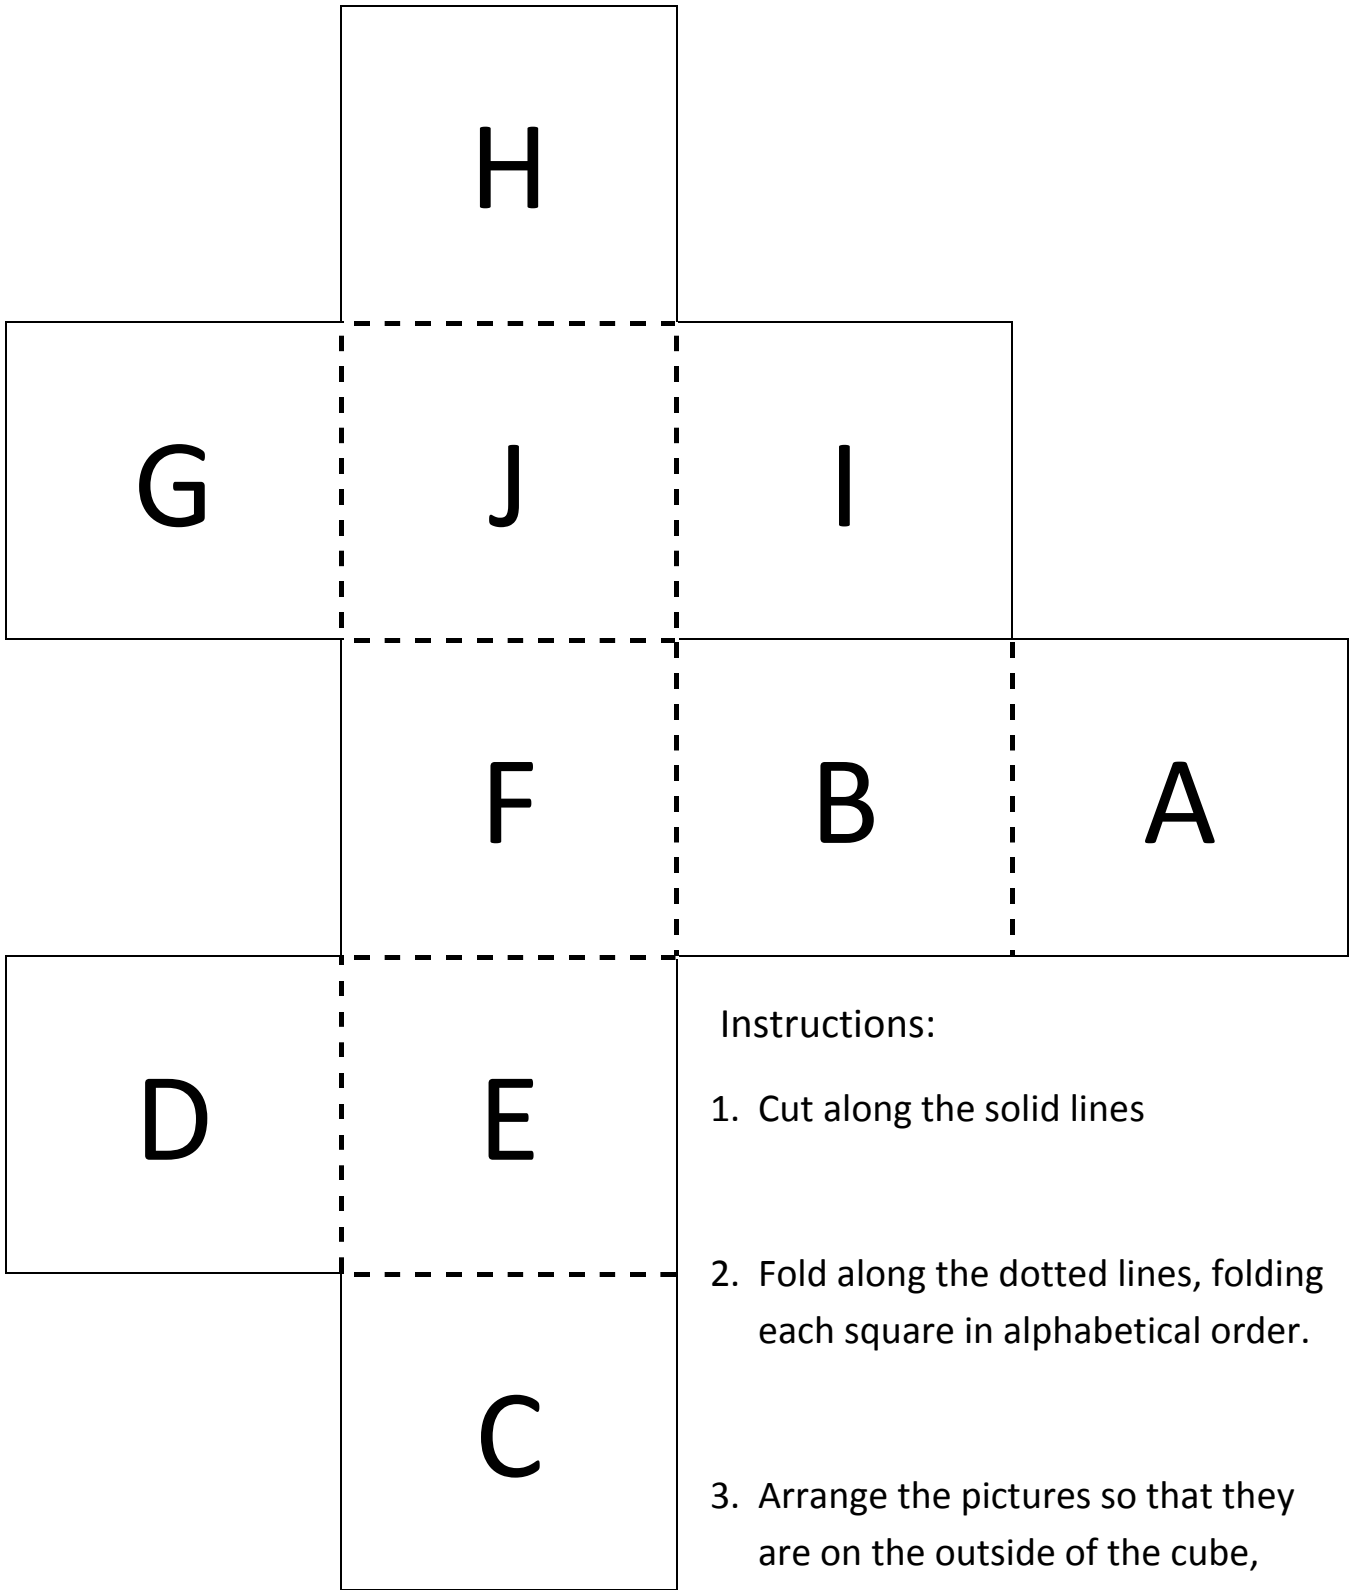 H
G J I
F B A
D E
C
Instructions:
1. Cut along the solid lines
2. Fold along the dotted lines, folding
each square in alphabetical order.
3. Arrange the pictures so that they
are on the outside of the cube,